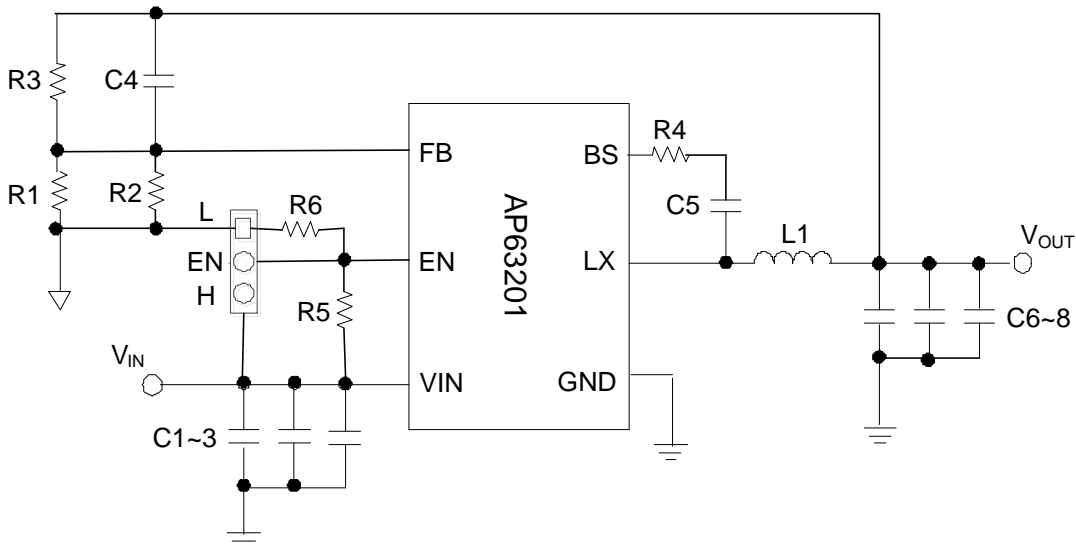 R3
C4
R4
FB
BS
R1
R2
C5
L
R6
AP63201
L1
VOUT
EN
EN
LX
H
R5
C6~8
VIN
VIN
GND
C1~3